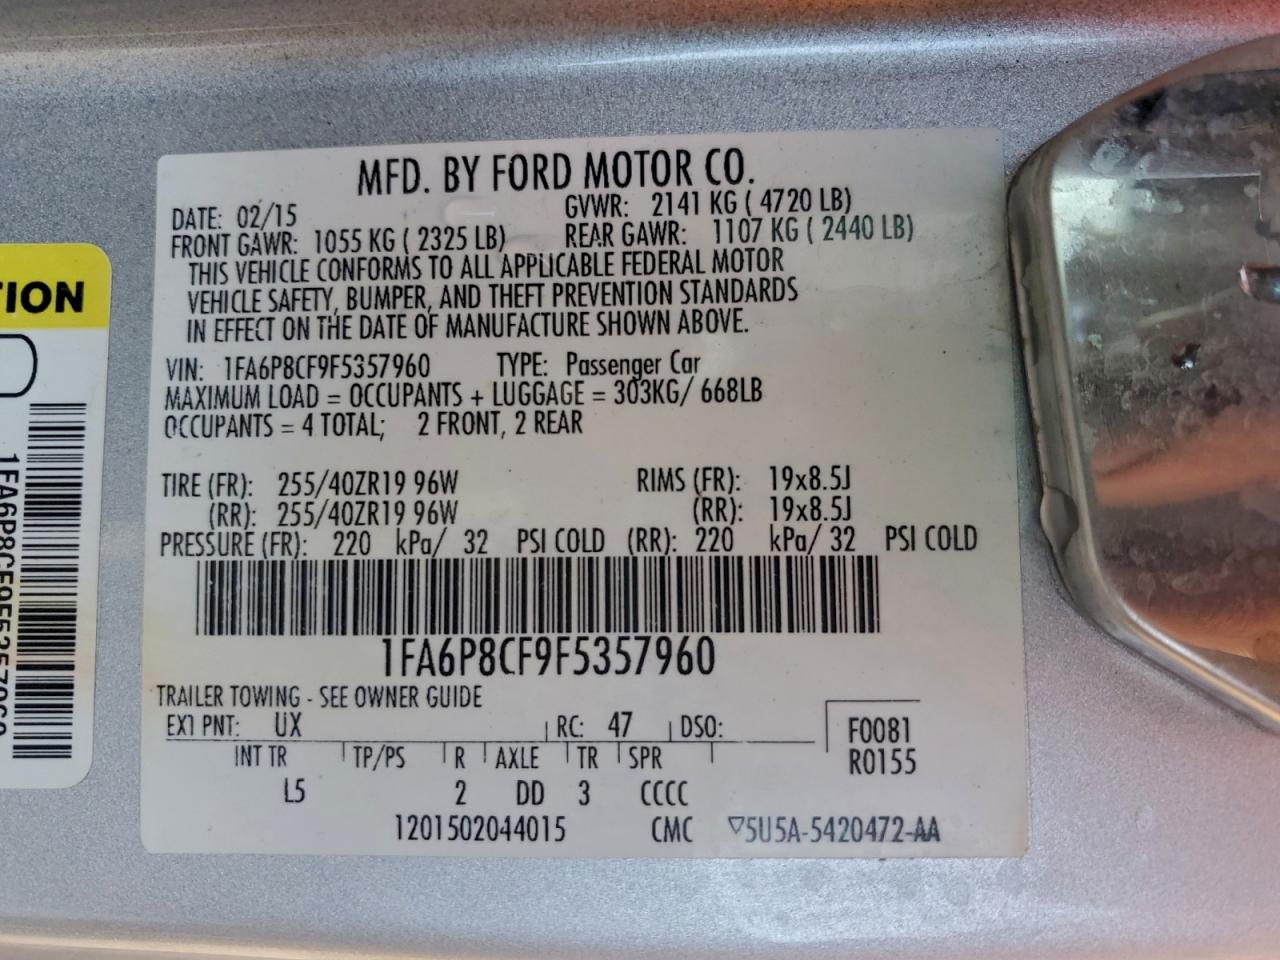 MFD. BY FORD MOTOR CO.
DATE: 02/15 GVWR: 2141 KG ( 4720 LB)
FRONT GAWR: 1055 KG ( 2325 LB) REAR GAWR: 1107 KG ( 2440 LB)
THIS VEHICLE CONFORMS TO ALL APPLICABLE FEDERAL MOTOR
VEHICLE SAFETY, BUMPER, AND THEFT PREVENTION STANDARDS
IN EFFECT ON THE DATE OF MANUFACTURE SHOWN ABOVE.
VIN: 1FA6P8CF9F5357960 TYPE: Passenger Car
MAXIMUM LOAD = OCCUPANTS + LUGGAGE = 303KG/ 668LB
OCCUPANTS = 4 TOTAL; 2 FRONT, 2 REAR
TIRE (FR): 255/40ZR19 96W RIMS (FR): 19x8.5J
(RR): 255/40ZR19 96W (RR): 19x8.5J
PRESSURE (FR): 220 kPa/ 32 PSI COLD (RR): 220 kPa/ 32 PSI COLD
1FA6P8CF9F5357960
TRAILER TOWING - SEE OWNER GUIDE
EXT PNT: UX RC: 47 DSO: F0081
INT TR TP/PS R AXLE TR SPR R0155
L5 2 DD 3 CCCC
1201502044015 CMC ▽5U5A-5420472-AA
TION
1FA6P8CF9F5357960